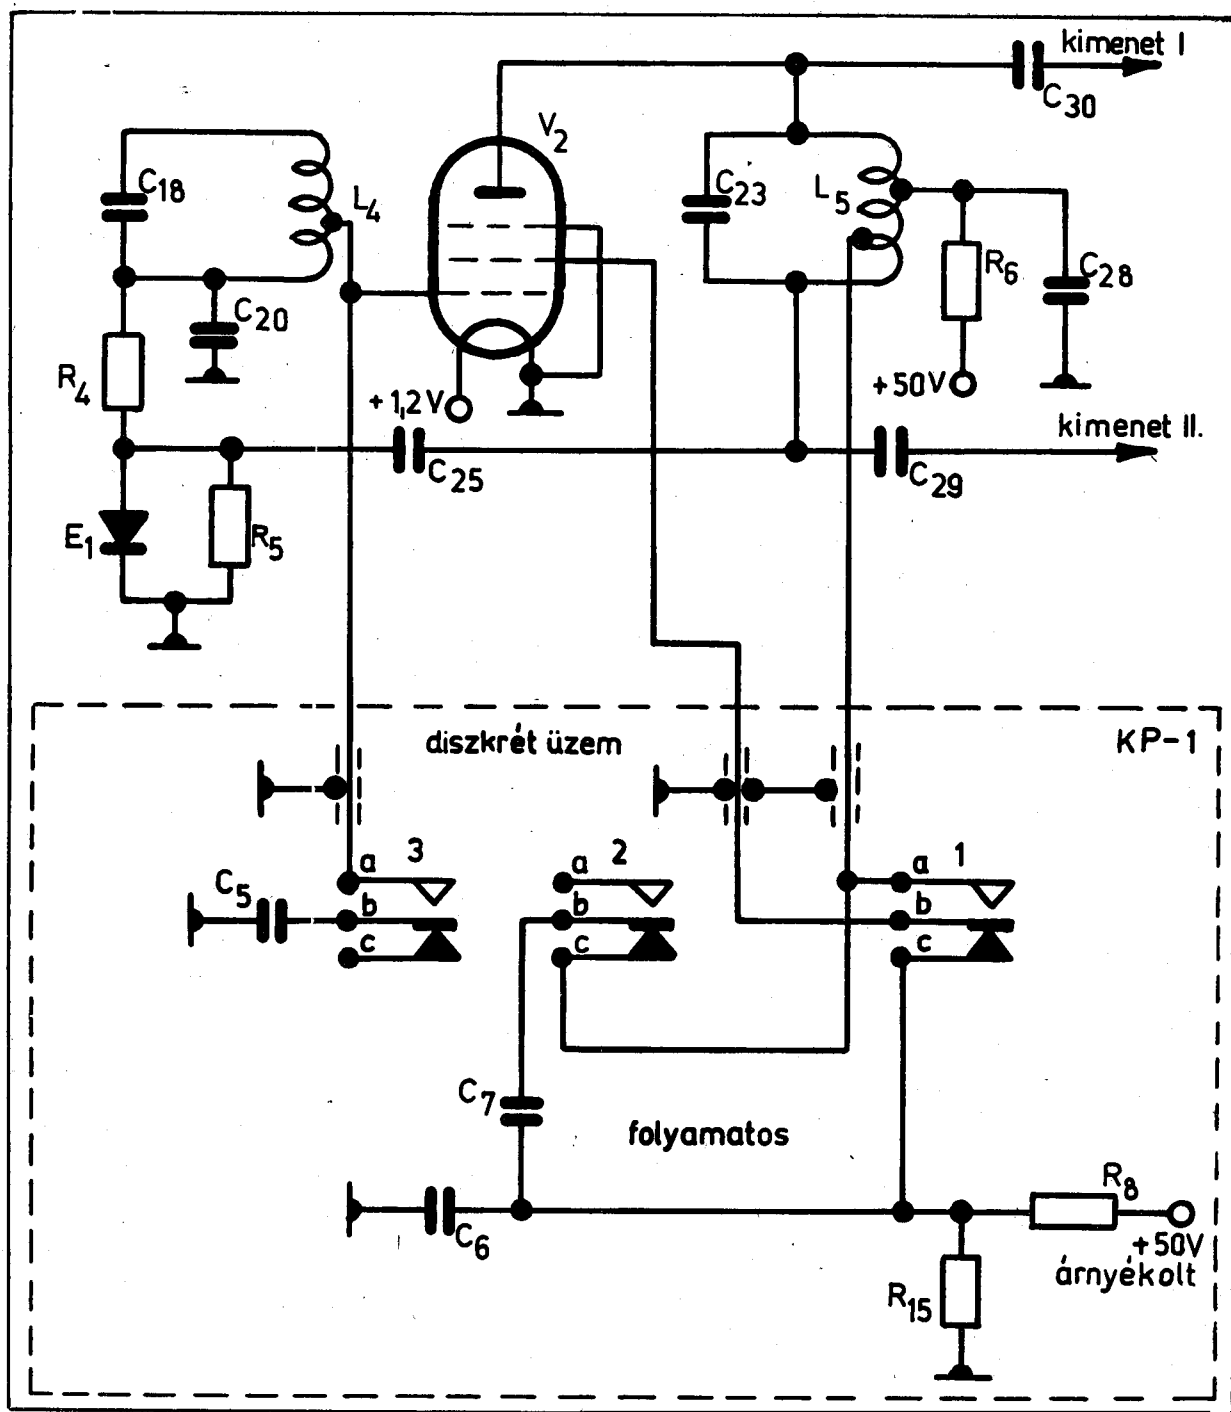 kimenet I
C30
V2
C18
L4
C23
L5
R6
C28
C20
R4
+1,2V
+50V
kimenet II.
C25
C29
E1
R5
diszkrét üzem
KP-1
a 3
a 2
a 1
C5
b
b
b
c
c
c
C7
folyamatos
R8
C6
+50V
árnyékolt
R15